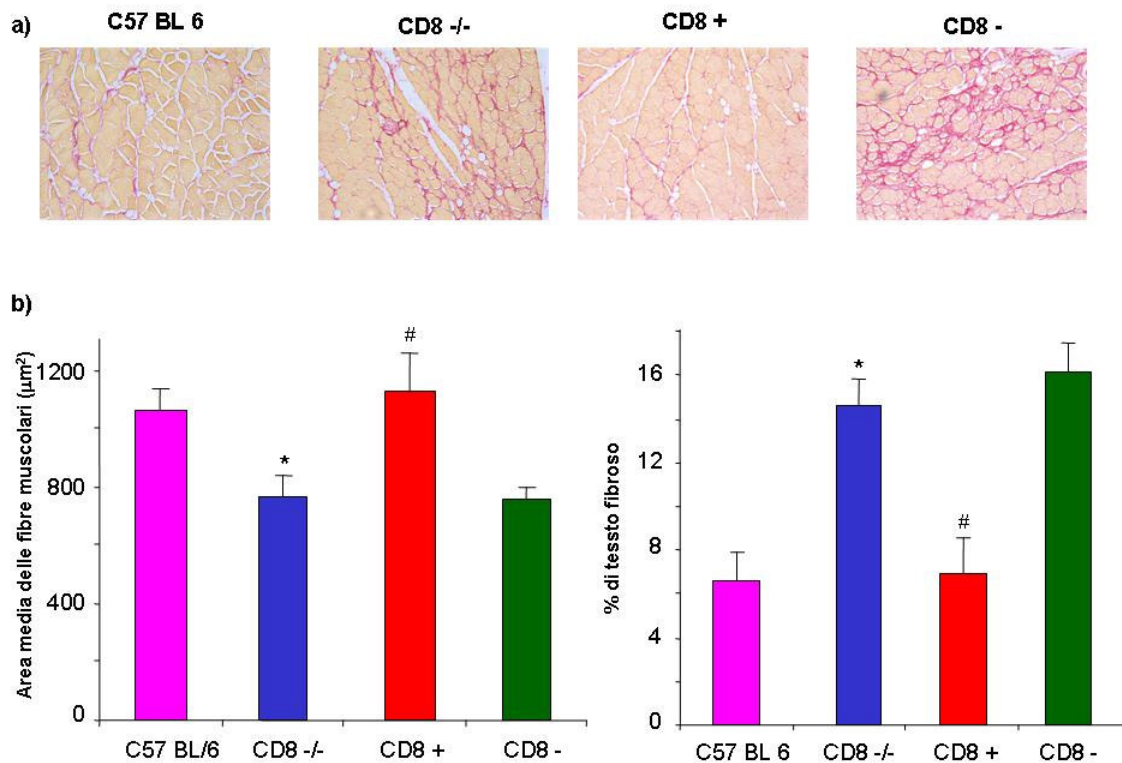 a) C57 BL 6 CD8 -/- CD8 + CD8 -
b)
Area media delle fibre muscolari (µm²)
1200
800
400
0
#
*
C57 BL/6 CD8 -/- CD8 + CD8 -
% di tessto fibroso
16
12
8
4
0
*
#
C57 BL 6 CD8 -/- CD8 + CD8 -